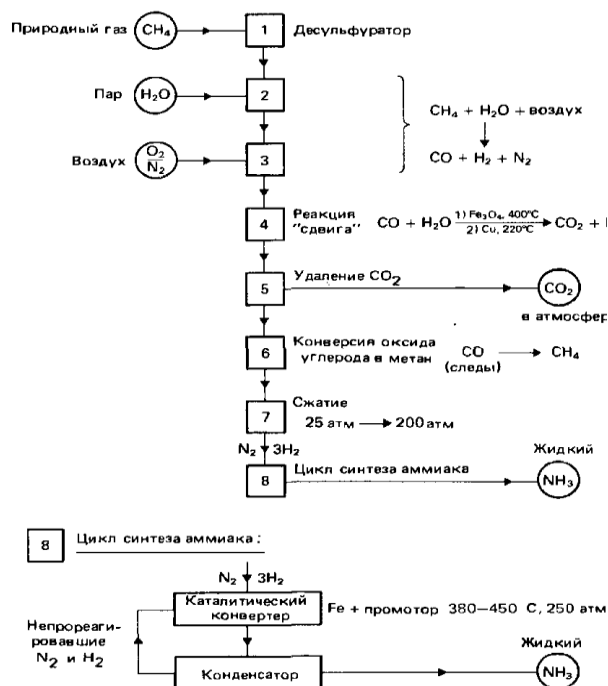 Природный газ CH₄ 1 Десульфуратор
Пар H₂O 2
CH₄ + H₂O + воздух
CO + H₂ + N₂
Воздух O₂/N₂ 3
4 Реакция "сдвига" CO + H₂O 1) Fe₃O₄, 400°C 2) Cu, 220°C CO₂ +
5 Удаление CO₂ CO₂
в атмосфер
6 Конверсия оксида
углерода в метан CO CH₄
(следы)
7 Сжатие
25 атм 200 атм
N₂ 3H₂
Жидкий
8 Цикл синтеза аммиака NH₃
8 Цикл синтеза аммиака:
N₂ 3H₂
Каталитический
конвертер
Fe + промотор 380—450 С, 250 атм
Непрореаги-
ровавшие
N₂ и H₂
Жидкий
Конденсатор NH₃